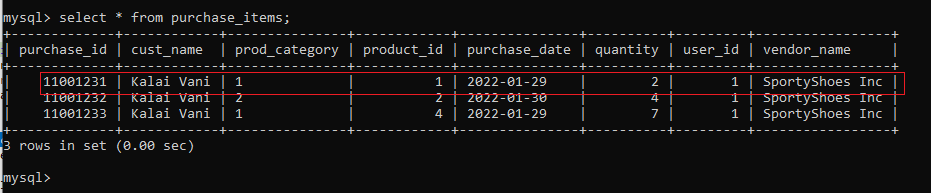 mysql> select * from purchase_items;
+-------------+------------+---------------+------------+---------------+----------+---------+-----------------+
| purchase_id | cust_name | prod_category | product_id | purchase_date | quantity | user_id | vendor_name |
+-------------+------------+---------------+------------+---------------+----------+---------+-----------------+
| 11001231 | Kalai Vani | 1 | 1 | 2022-01-29 | 2 | 1 | SportyShoes Inc |
| 11001232 | Kalai Vani | 2 | 2 | 2022-01-30 | 4 | 1 | SportyShoes Inc |
| 11001233 | Kalai Vani | 1 | 4 | 2022-01-29 | 7 | 1 | SportyShoes Inc |
+-------------+------------+---------------+------------+---------------+----------+---------+-----------------+
3 rows in set (0.00 sec)
mysql>